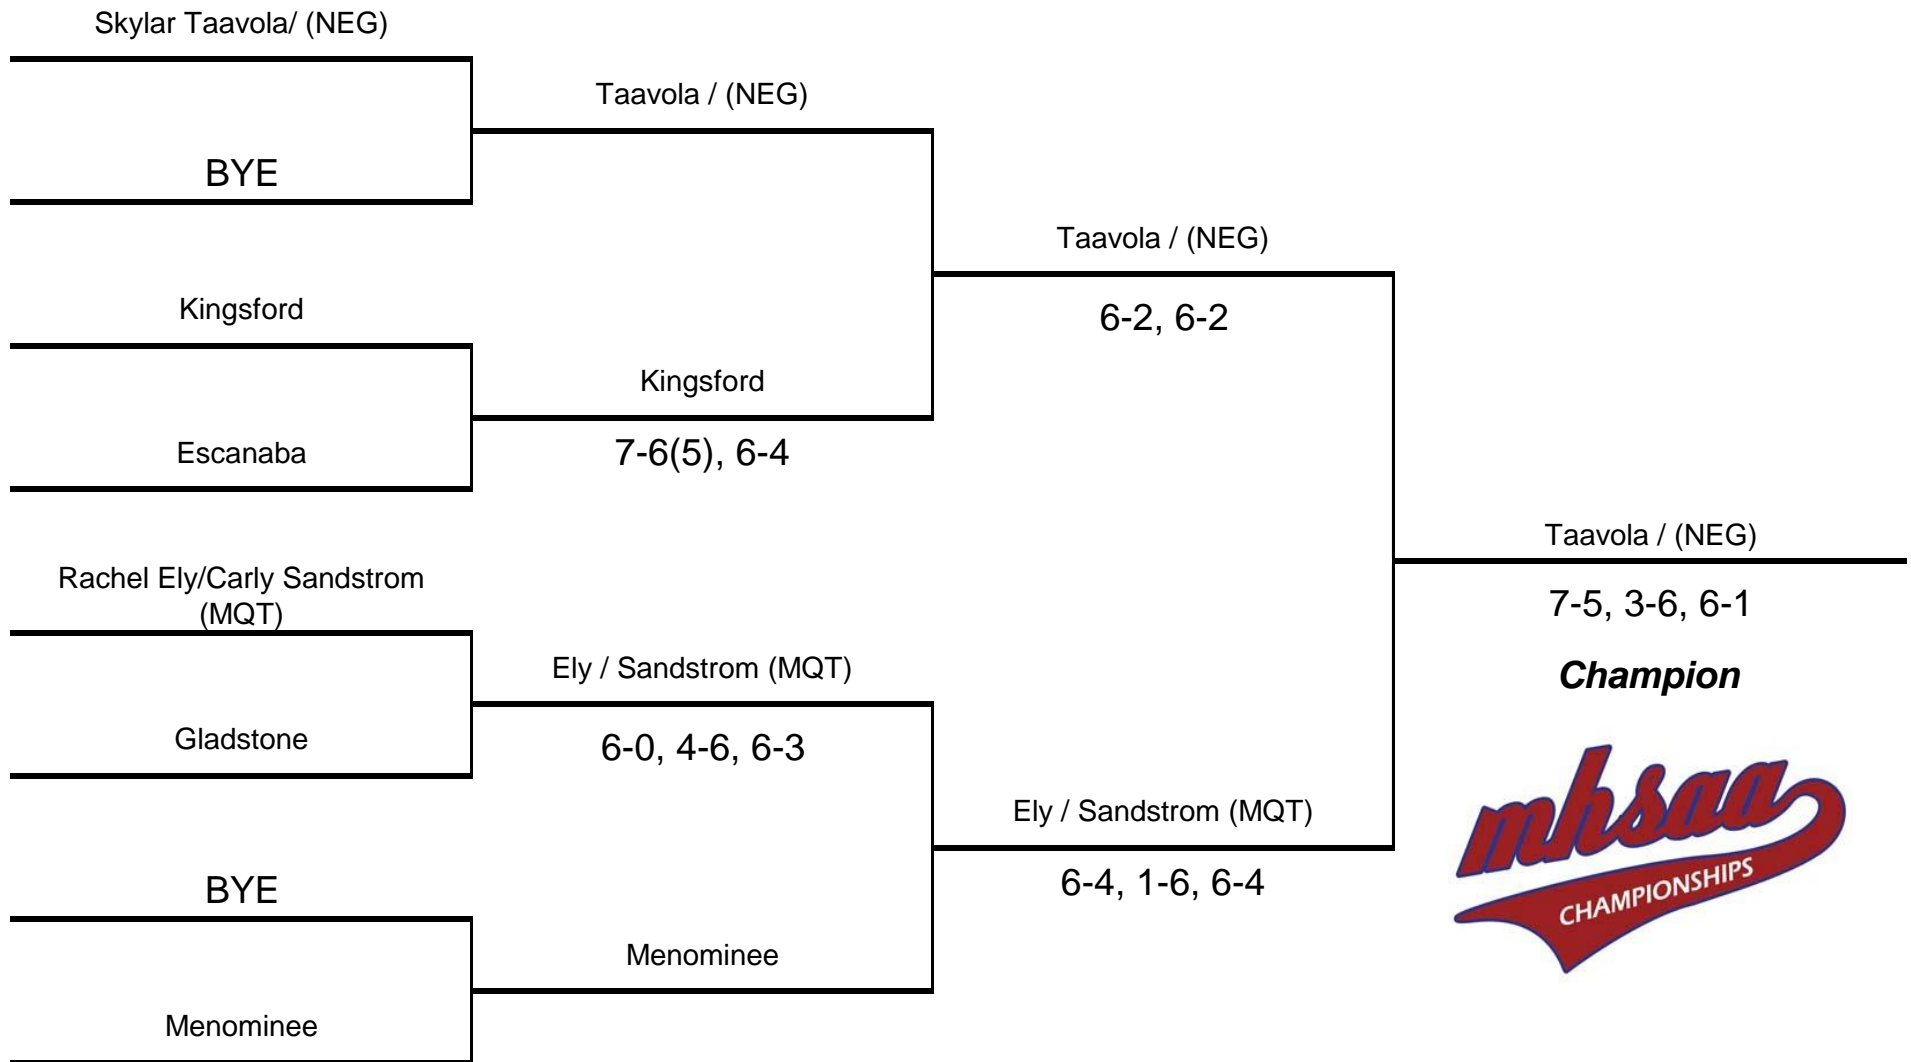 Skylar Taavola/ (NEG)
BYE
Kingsford
Escanaba
Rachel Ely/Carly Sandstrom
(MQT)
Gladstone
BYE
Menominee
Taavola / (NEG)
Kingsford
7-6(5), 6-4
Ely / Sandstrom (MQT)
6-0, 4-6, 6-3
Menominee
Taavola / (NEG)
6-2, 6-2
Ely / Sandstrom (MQT)
6-4, 1-6, 6-4
Taavola / (NEG)
7-5, 3-6, 6-1
Champion
mhsaa
CHAMPIONSHIPS